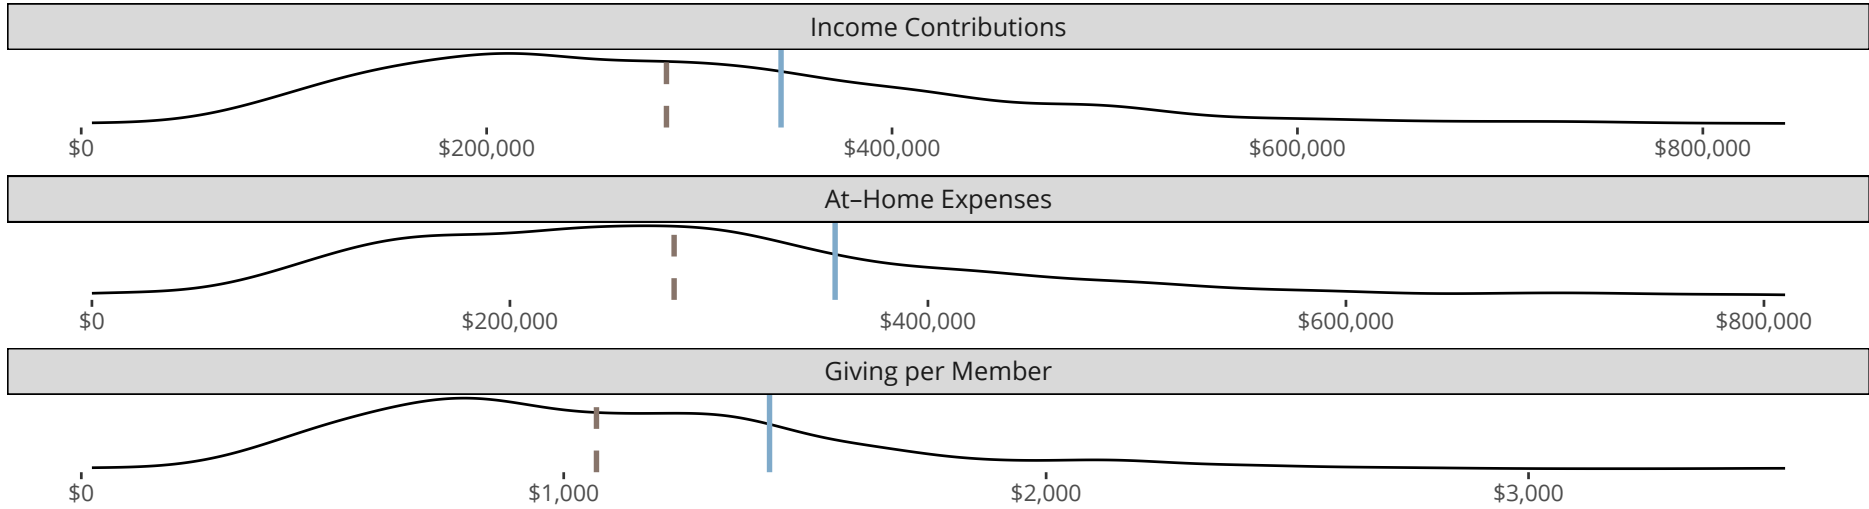 Income Contributions
$0 $200,000 $400,000 $600,000 $800,000
At–Home Expenses
$0 $200,000 $400,000 $600,000 $800,000
Giving per Member
$0 $1,000 $2,000 $3,000